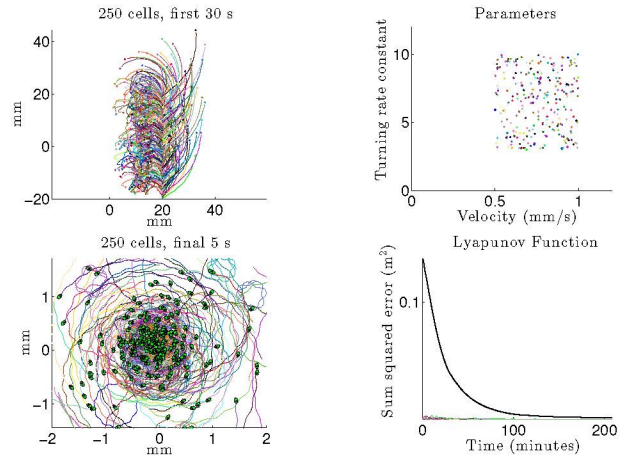 250 cells, first 30 s
mm
40
20
0
−20
0
20
40
mm
Parameters
Turning rate constant
10
5
0
0
0.5
1
Velocity (mm/s)
250 cells, final 5 s
mm
1
0
−1
−2
−1
0
1
2
mm
Lyapunov Function
Sum squared error (m²)
0.1
0
100
200
Time (minutes)